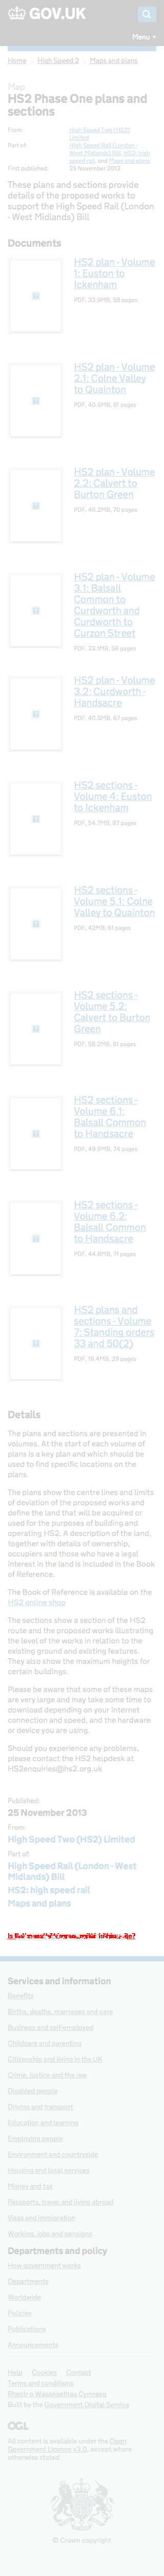 GOV.UK
Menu
Home High Speed 2 Maps and plans
Map
HS2 Phase One plans and
sections
From: High Speed Two (HS2)
Limited
Part of: High Speed Rail (London -
West Midlands) Bill, HS2: high
speed rail, and Maps and plans
First published: 25 November 2013
These plans and sections provide
details of the proposed works to
support the High Speed Rail (London
- West Midlands) Bill
Documents
HS2 plan - Volume
1: Euston to
Ickenham
PDF, 33.9MB, 58 pages
HS2 plan - Volume
2.1: Colne Valley
to Quainton
PDF, 40.5MB, 61 pages
HS2 plan - Volume
2.2: Calvert to
Burton Green
PDF, 46.2MB, 70 pages
HS2 plan - Volume
3.1: Balsall
Common to
Curdworth and
Curdworth to
Curzon Street
PDF, 33.1MB, 56 pages
HS2 plan - Volume
3.2: Curdworth -
Handsacre
PDF, 40.5MB, 67 pages
HS2 sections -
Volume 4: Euston
to Ickenham
PDF, 54.7MB, 87 pages
HS2 sections -
Volume 5.1: Colne
Valley to Quainton
PDF, 42MB, 61 pages
HS2 sections -
Volume 5.2:
Calvert to Burton
Green
PDF, 58.2MB, 81 pages
HS2 sections -
Volume 6.1:
Balsall Common
to Handsacre
PDF, 49.8MB, 74 pages
HS2 sections -
Volume 6.2:
Balsall Common
to Handsacre
PDF, 44.8MB, 71 pages
HS2 plans and
sections - Volume
7: Standing orders
33 and 50(2)
PDF, 19.4MB, 29 pages
Details
The plans and sections are presented in
volumes. At the start of each volume of
plans is a key plan and which should be
used to find specific locations on the
plans.
The plans show the centre lines and limits
of deviation of the proposed works and
define the limits of land that will be
acquired or used for the works or used
for the purposes of building and
operating HS2. A description of the land,
together with details of ownership,
occupiers and those who have a legal
interest in the land is included in the Book
of Reference.
The Book of Reference is available on the
HS2 online shop
The sections show a section of the HS2
route and the proposed works illustrating
the level of the works in relation to the
existing ground and existing features.
They also show the maximum heights for
certain buildings.
Please be aware that some of these maps
are very large and may take some time to
download depending on the speed of
your internet connection and software,
and the hardware or device you are using.
Should you experience any problems,
please contact the HS2 helpdesk at
HS2enquiries@hs2.org.uk
Published:
25 November 2013
From:
High Speed Two (HS2) Limited
Part of:
High Speed Rail (London - West
Midlands) Bill
HS2: high speed rail
Maps and plans
Services and information
Benefits
Births, deaths, marriages and care
Business and self-employed
Childcare and parenting
Citizenship and living in the UK
Crime, justice and the law
Disabled people
Driving and transport
Education and learning
Employing people
Environment and countryside
Housing and local services
Money and tax
Passports, travel and living abroad
Visas and immigration
Working, jobs and pensions
Departments and policy
How government works
Departments
Worldwide
Policies
Publications
Announcements
Help Cookies Contact
Terms and conditions
Rhestr o Wasanaethau Cymraeg
Built by the Government Digital Service
OGL
All content is available under the Open
Government Licence v3.0, except where
otherwise stated
© Crown copyright